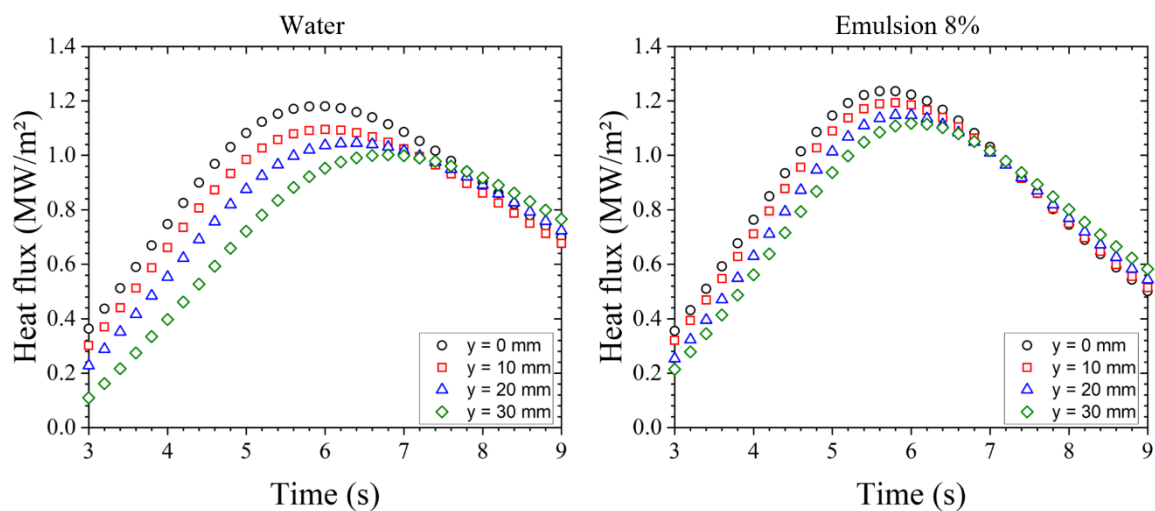 Water
Heat flux (MW/m²)
1.4
1.2
1.0
0.8
0.6
0.4
0.2
0.0
3 4 5 6 7 8 9
Time (s)
y = 0 mm
y = 10 mm
y = 20 mm
y = 30 mm
Emulsion 8%
Heat flux (MW/m²)
1.4
1.2
1.0
0.8
0.6
0.4
0.2
0.0
3 4 5 6 7 8 9
Time (s)
y = 0 mm
y = 10 mm
y = 20 mm
y = 30 mm